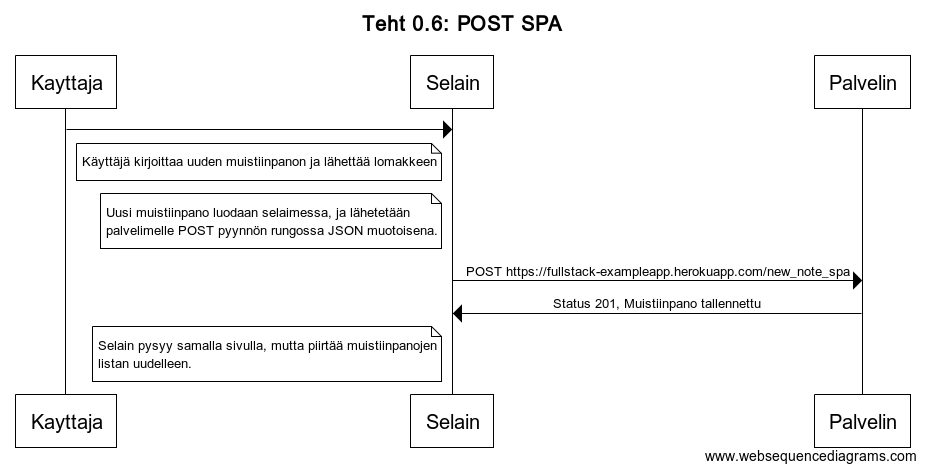 Teht 0.6: POST SPA
Kayttaja
Selain
Palvelin
Käyttäjä kirjoittaa uuden muistiinpanon ja lähettää lomakkeen
Uusi muistiinpano luodaan selaimessa, ja lähetetään
palvelimelle POST pyynnön rungossa JSON muotoisena.
POST https://fullstack-exampleapp.herokuapp.com/new_note_spa
Status 201, Muistiinpano tallennettu
Selain pysyy samalla sivulla, mutta piirtää muistiinpanojen
listan uudelleen.
Kayttaja
Selain
Palvelin
www.websequencediagrams.com